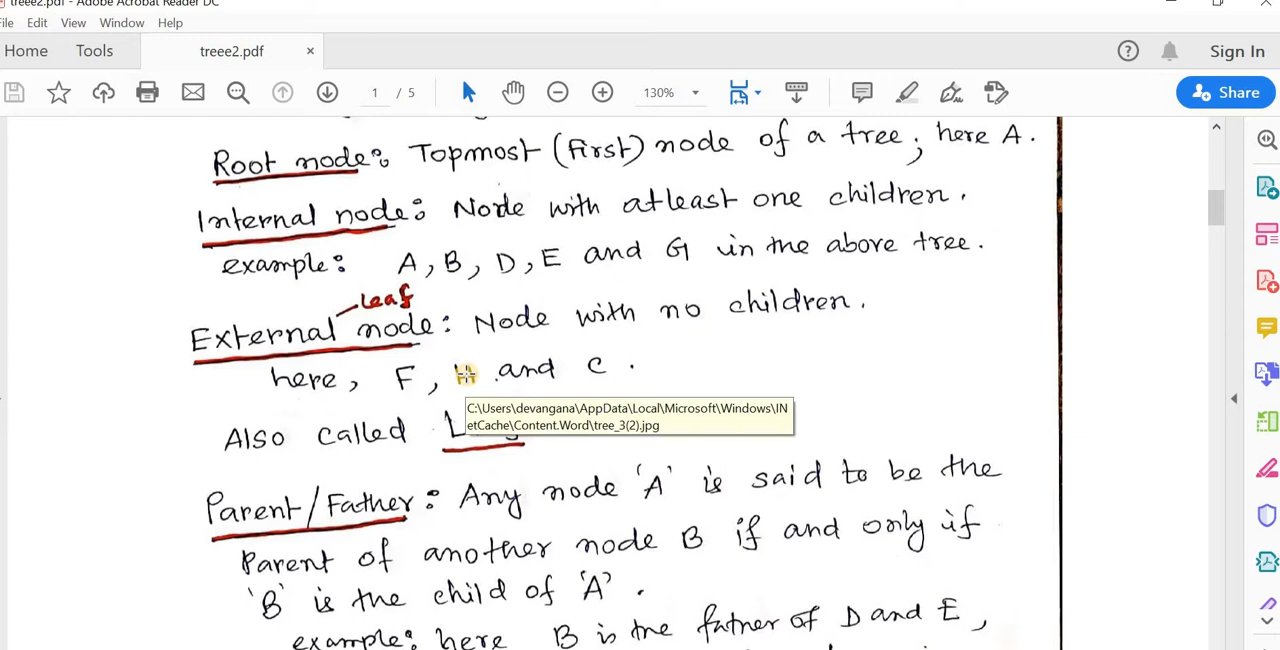 treee2.pdf - Adobe Acrobat Reader DC
File Edit View Window Help
Home Tools treee2.pdf × ? Sign In
1 / 5 130% Share
Root node: Topmost (first) node of a tree; here A.
Internal node: Node with atleast one children.
example: A, B, D, E and G in the above tree.
leaf
External node: Node with no children.
here, F, H and C.
C:\Users\devangana\AppData\Local\Microsoft\Windows\IN
etCache\Content.Word\tree_3(2).jpg
Also called
Parent/Father: Any node 'A' is said to be the
Parent of another node B if and only if
'B' is the child of 'A'.
example: here B is the father of D and E,